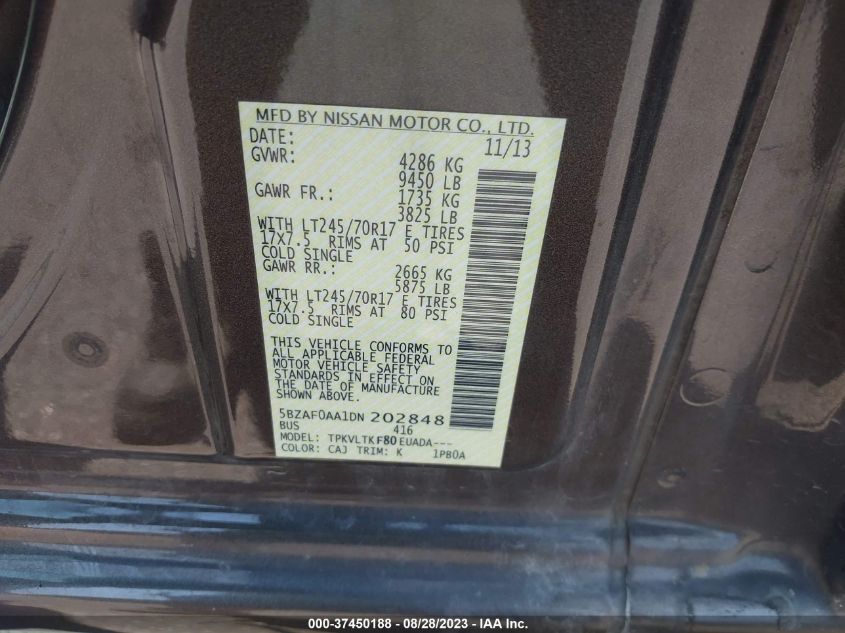 MFD BY NISSAN MOTOR CO., LTD.
DATE: 11/13
GVWR: 4286 KG
9450 LB
GAWR FR.: 1735 KG
3825 LB
WITH LT245/70R17 E TIRES
17X7.5 RIMS AT 50 PSI
COLD SINGLE
GAWR RR.: 2665 KG
5875 LB
WITH LT245/70R17 E TIRES
17X7.5 RIMS AT 80 PSI
COLD SINGLE
THIS VEHICLE CONFORMS TO
ALL APPLICABLE FEDERAL
MOTOR VEHICLE SAFETY
STANDARDS IN EFFECT ON
THE DATE OF MANUFACTURE
SHOWN ABOVE.
5BZAF0AA1DN 202848
BUS 416
MODEL: TPKVLTKF80EUADA---
COLOR: CAJ TRIM: K 1PB0A
000-37450188 - 08/28/2023 - IAA Inc.